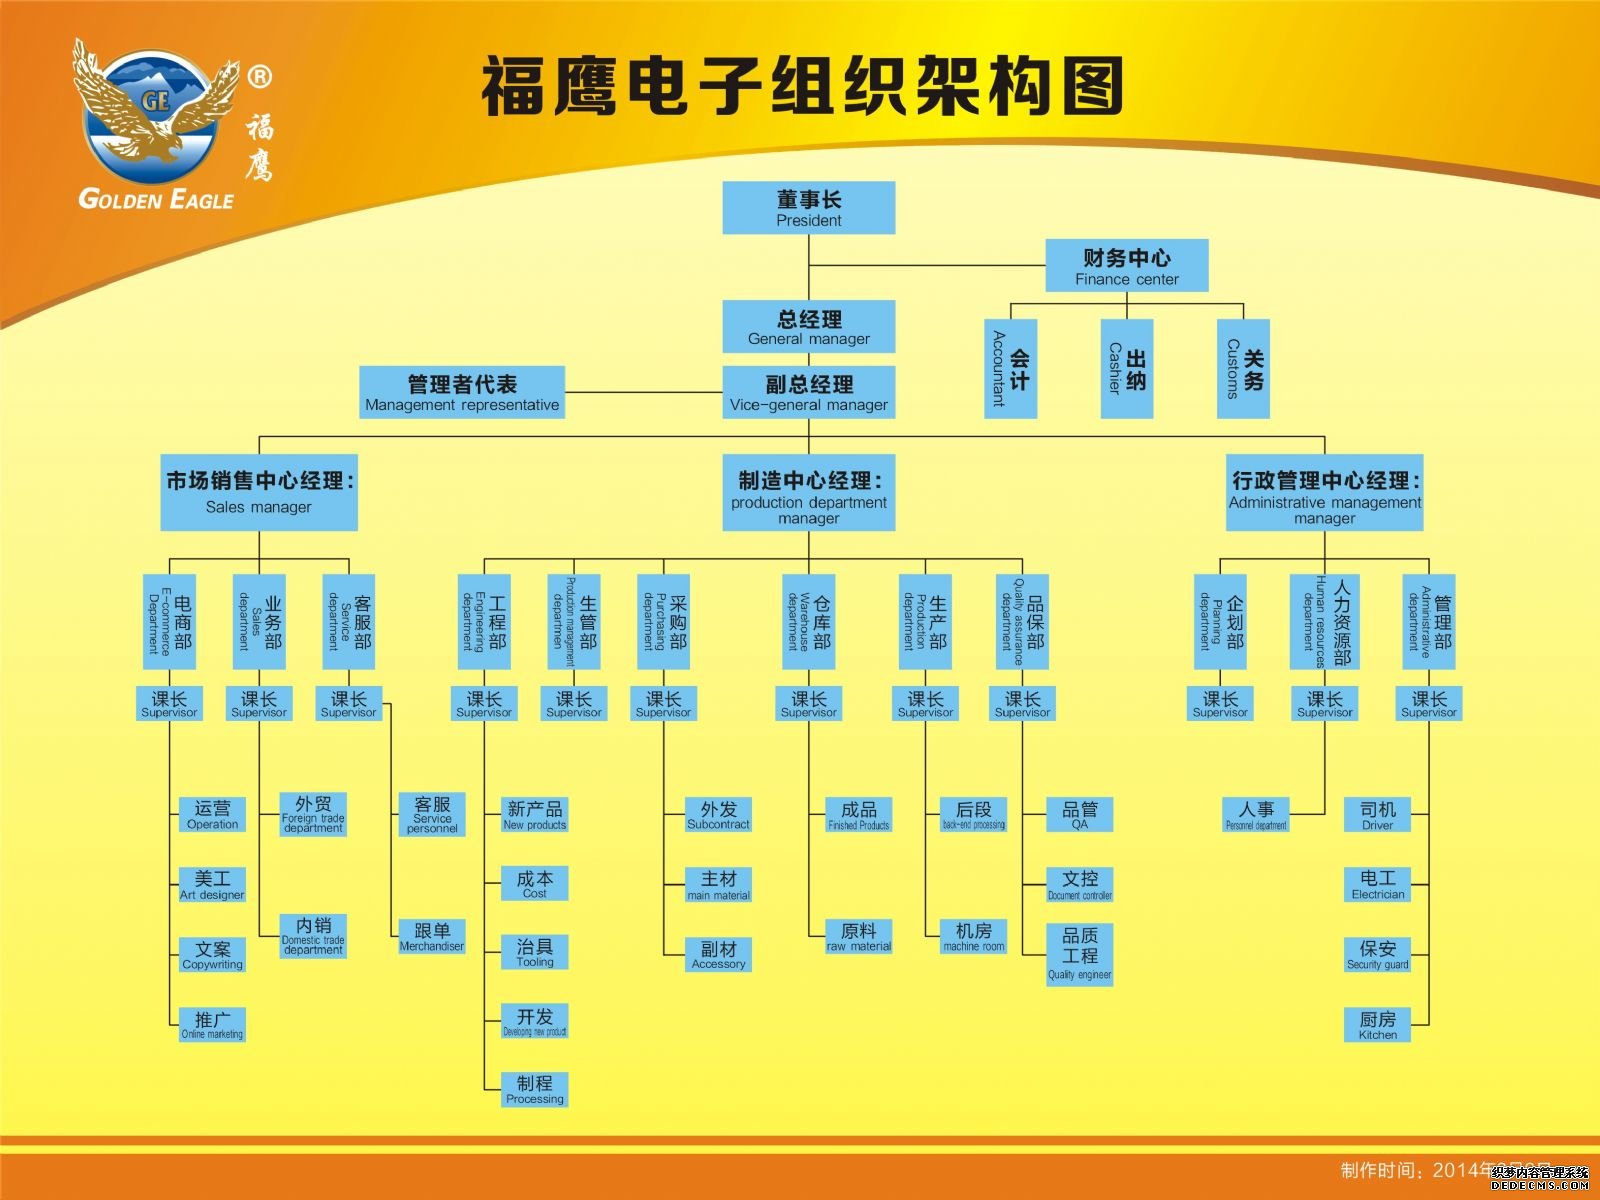 福鹰电子组织架构图
GE
®
福鹰
GOLDEN EAGLE
董事长
President
财务中心
Finance center
总经理
General manager
会计
Accountant
出纳
Cashier
关务
Customs
管理者代表
Management representative
副总经理
Vice-general manager
市场销售中心经理：
Sales manager
制造中心经理：
production department
manager
行政管理中心经理：
Administrative management
manager
电商部
E-commerce
Department
业务部
Sales
department
客服部
Service
department
工程部
Engineering
department
生管部
Production management
department
采购部
Purchasing
department
仓库部
Warehouse
department
生产部
Production
department
品保部
Quality assurance
department
企划部
Planning
department
人力资源部
Human resources
department
管理部
Administrative
department
课长
Supervisor
课长
Supervisor
课长
Supervisor
课长
Supervisor
课长
Supervisor
课长
Supervisor
课长
Supervisor
课长
Supervisor
课长
Supervisor
课长
Supervisor
课长
Supervisor
课长
Supervisor
运营
Operation
美工
Art designer
文案
Copywriting
推广
Online marketing
外贸
Foreign trade
department
内销
Domestic trade
department
客服
Service
personnel
跟单
Merchandiser
新产品
New products
成本
Cost
治具
Tooling
开发
Developing new product
制程
Processing
外发
Subcontract
主材
main material
副材
Accessory
成品
Finished Products
原料
raw material
后段
back-end processing
机房
machine room
品管
QA
文控
Document controller
品质
工程
Quality engineer
人事
Personnel department
司机
Driver
电工
Electrician
保安
Security guard
厨房
Kitchen
制作时间：2014年
织梦内容管理系统
DEDECMS.COM